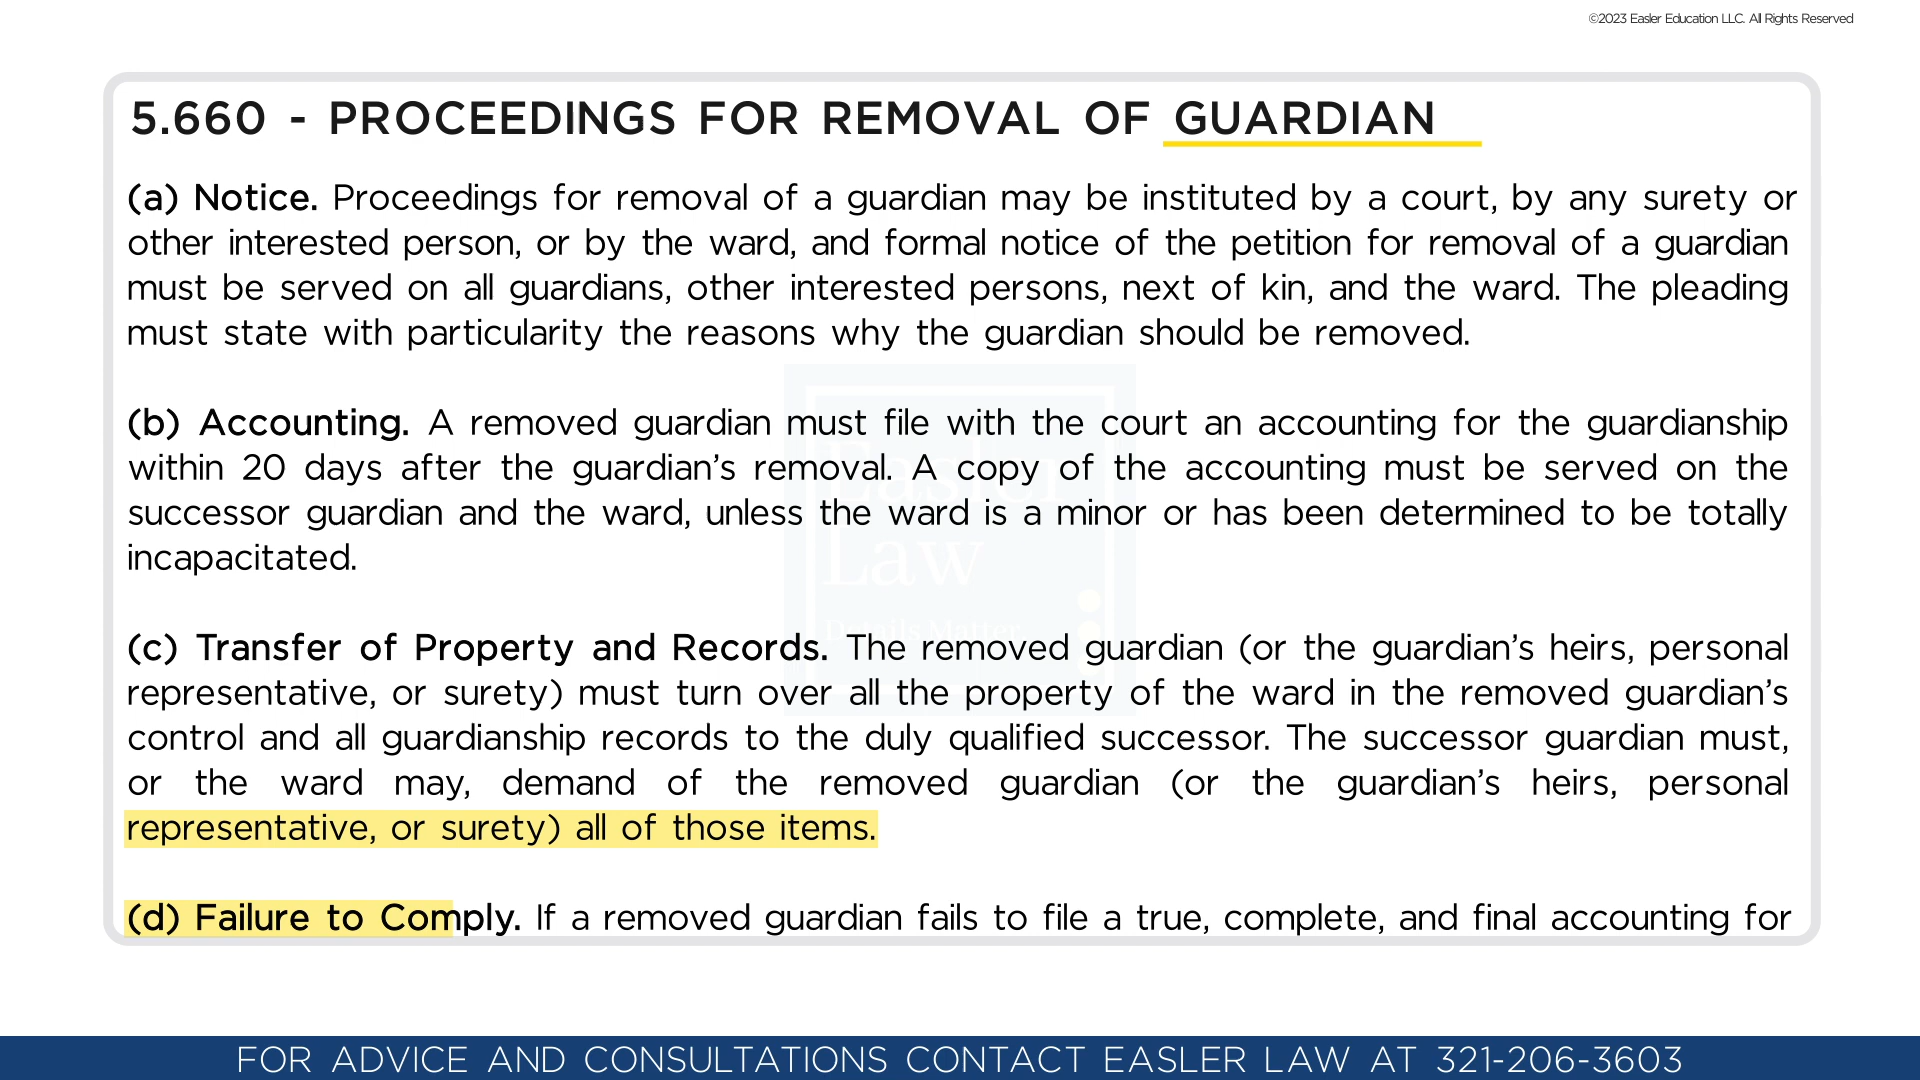 ©2023 Easler Education LLC. All Rights Reserved
5.660 - PROCEEDINGS FOR REMOVAL OF GUARDIAN
(a) Notice. Proceedings for removal of a guardian may be instituted by a court, by any surety or
other interested person, or by the ward, and formal notice of the petition for removal of a guardian
must be served on all guardians, other interested persons, next of kin, and the ward. The pleading
must state with particularity the reasons why the guardian should be removed.
(b) Accounting. A removed guardian must file with the court an accounting for the guardianship
within 20 days after the guardian’s removal. A copy of the accounting must be served on the
successor guardian and the ward, unless the ward is a minor or has been determined to be totally
incapacitated.
(c) Transfer of Property and Records. The removed guardian (or the guardian’s heirs, personal
representative, or surety) must turn over all the property of the ward in the removed guardian’s
control and all guardianship records to the duly qualified successor. The successor guardian must,
or the ward may, demand of the removed guardian (or the guardian’s heirs, personal
representative, or surety) all of those items.
(d) Failure to Comply. If a removed guardian fails to file a true, complete, and final accounting for
Easler
Law
Details Matter
FOR ADVICE AND CONSULTATIONS CONTACT EASLER LAW AT 321-206-3603